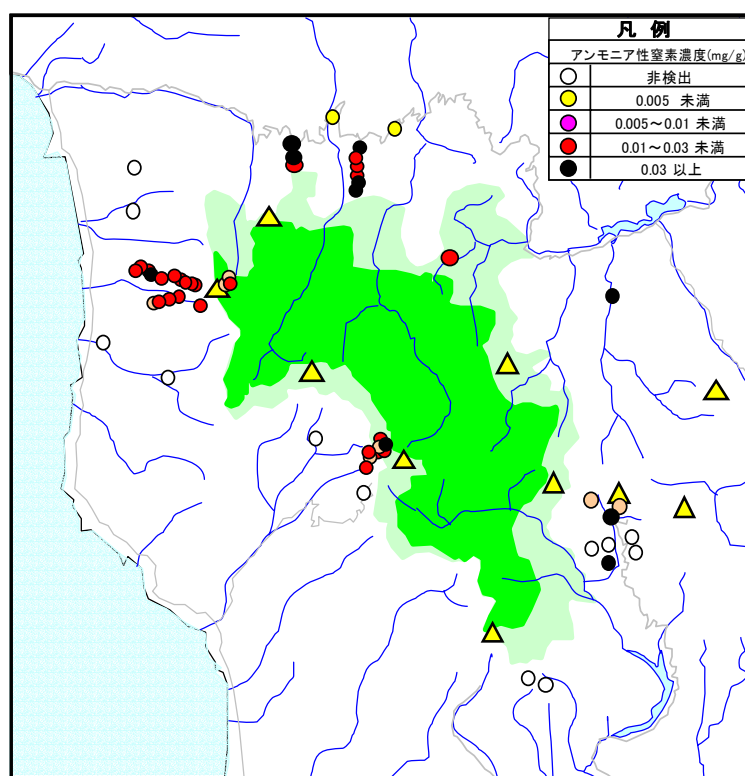 凡 例
アンモニア性窒素濃度(mg/g)
非検出
0.005 未満
0.005～0.01 未満
0.01～0.03 未満
0.03 以上